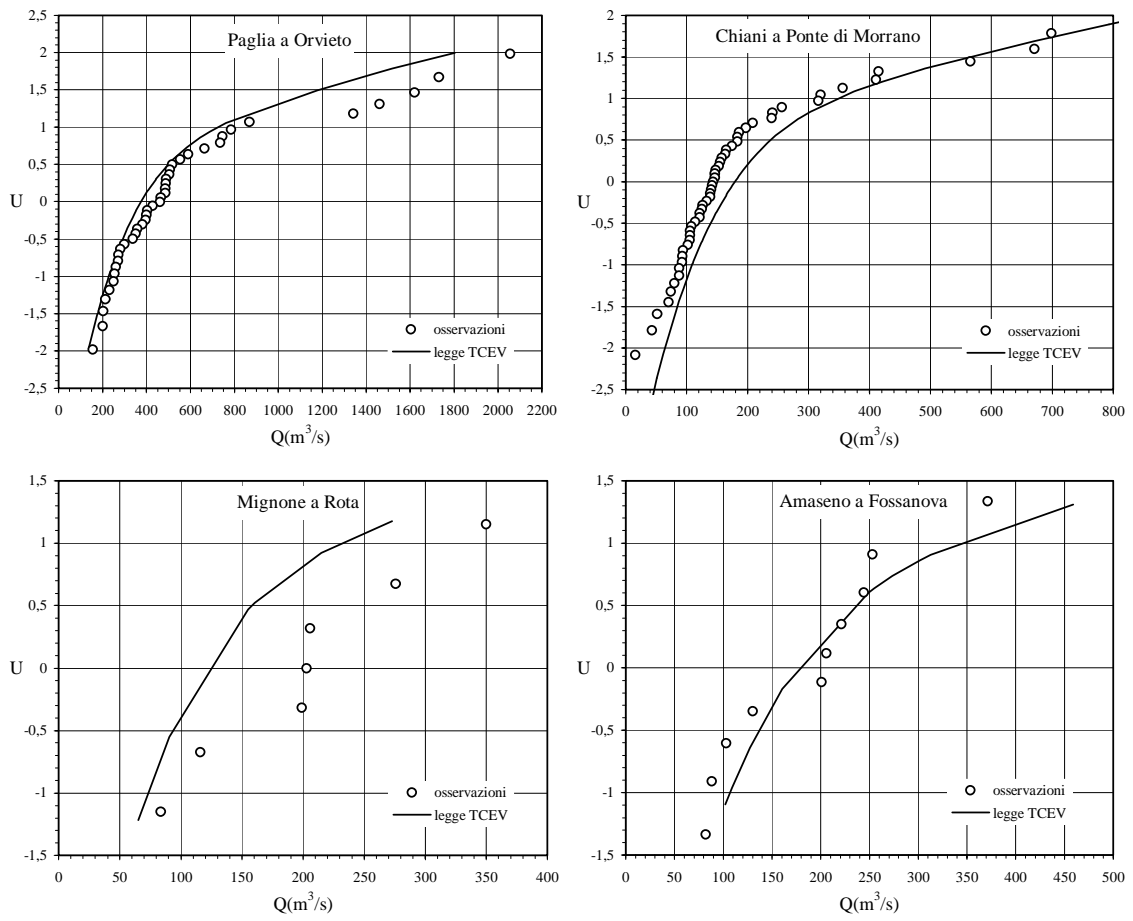 Paglia a Orvieto
2,5
2
1,5
1
0,5
0
-0,5
-1
-1,5
-2
-2,5
U
osservazioni
legge TCEV
0 200 400 600 800 1000 1200 1400 1600 1800 2000 2200
Q(m³/s)
Chiani a Ponte di Morrano
2
1,5
1
0,5
0
-0,5
-1
-1,5
-2
-2,5
U
osservazioni
legge TCEV
0 100 200 300 400 500 600 700 800
Q(m³/s)
Mignone a Rota
1,5
1
0,5
0
-0,5
-1
-1,5
U
osservazioni
legge TCEV
0 50 100 150 200 250 300 350 400
Q(m³/s)
Amaseno a Fossanova
1,5
1
0,5
0
-0,5
-1
-1,5
U
osservazioni
legge TCEV
0 50 100 150 200 250 300 350 400 450 500
Q(m³/s)